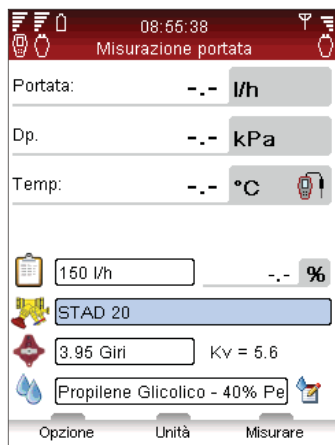 08:55:38
Misurazione portata
Portata: -.- l/h
Dp. -.- kPa
Temp: -.- °C
150 l/h -.- %
STAD 20
3.95 Giri Kv = 5.6
Propilene Glicolico - 40% Pe
Opzione Unità Misurare